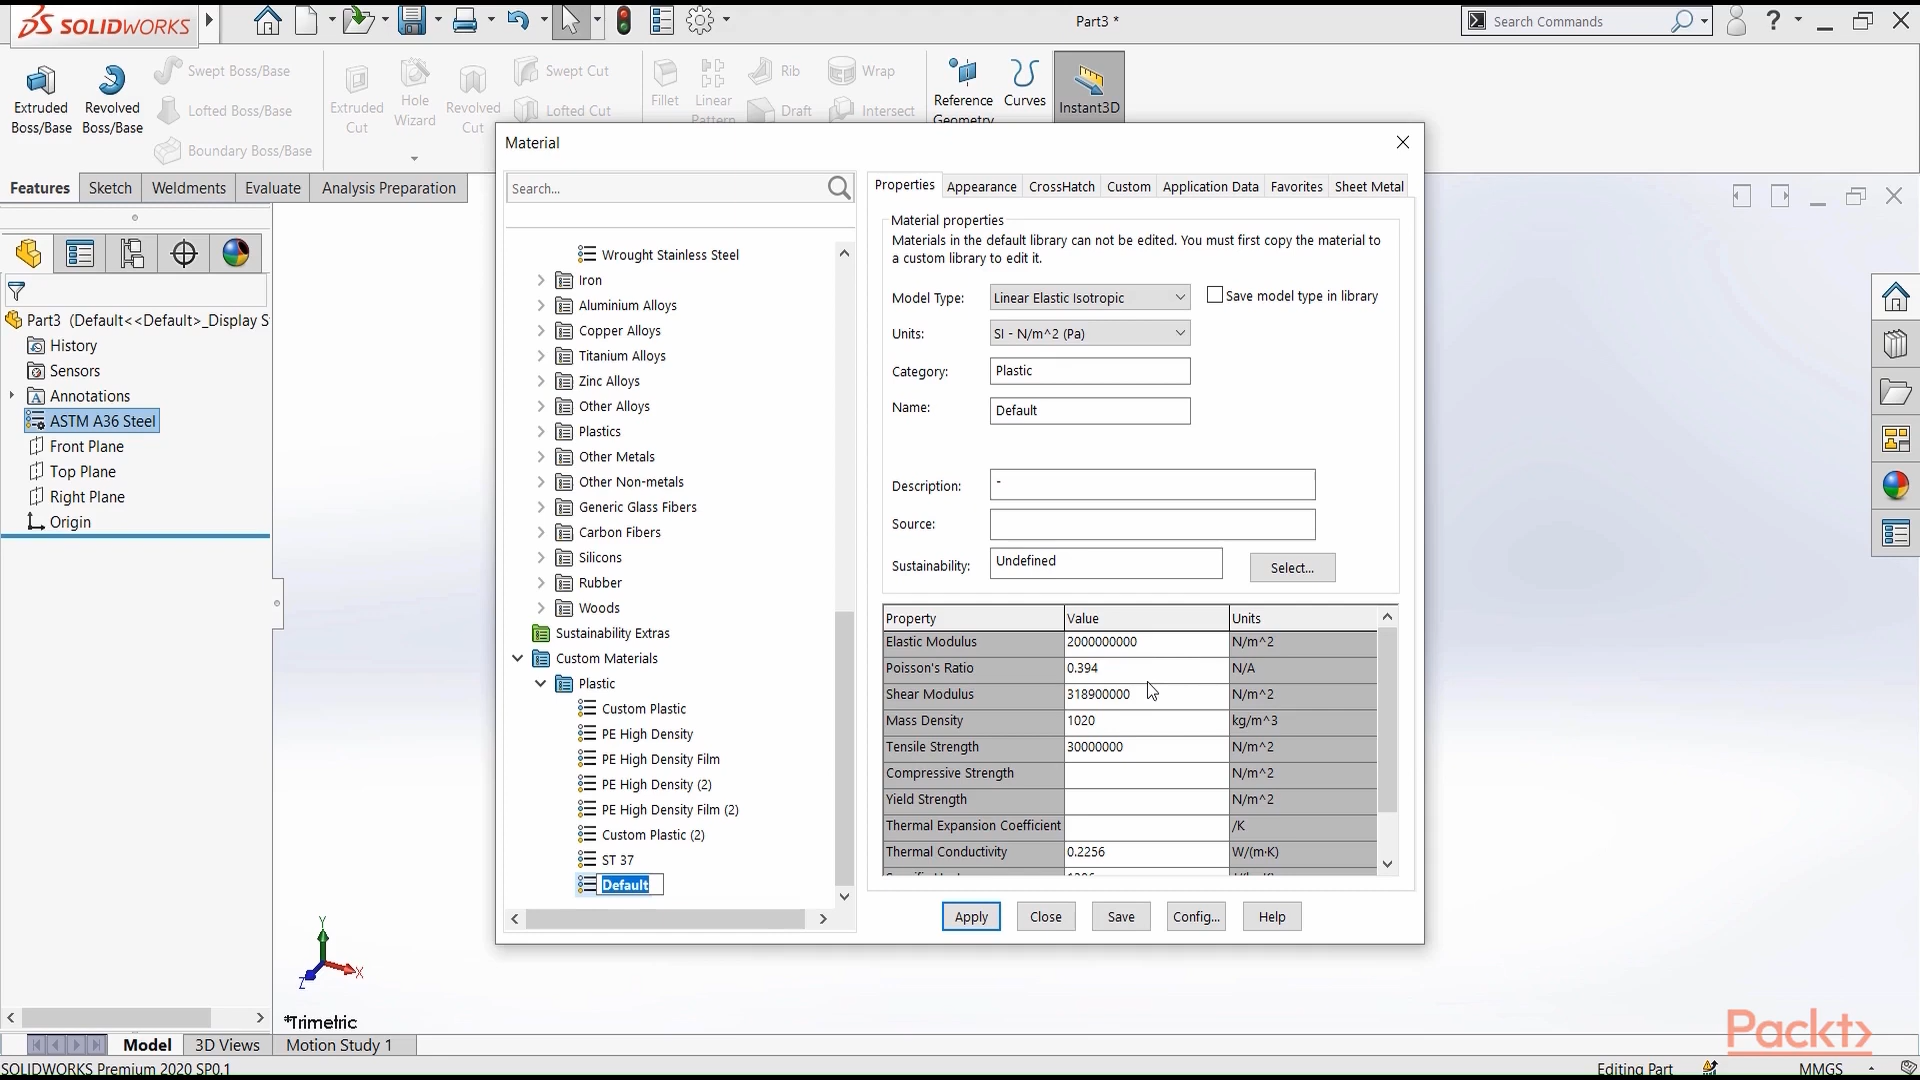 SOLIDWORKS
Part3 *
Search Commands
?
Extruded Boss/Base
Revolved Boss/Base
Swept Boss/Base
Lofted Boss/Base
Boundary Boss/Base
Extruded Cut
Hole Wizard
Revolved Cut
Swept Cut
Lofted Cut
Fillet
Linear Pattern
Rib
Draft
Wrap
Intersect
Reference Geometry
Curves
Instant3D
Features
Sketch
Weldments
Evaluate
Analysis Preparation
Part3 (Default<<Default>_Display S
History
Sensors
Annotations
ASTM A36 Steel
Front Plane
Top Plane
Right Plane
Origin
Material
Search...
Wrought Stainless Steel
Iron
Aluminium Alloys
Copper Alloys
Titanium Alloys
Zinc Alloys
Other Alloys
Plastics
Other Metals
Other Non-metals
Generic Glass Fibers
Carbon Fibers
Silicons
Rubber
Woods
Sustainability Extras
Custom Materials
Plastic
Custom Plastic
PE High Density
PE High Density Film
PE High Density (2)
PE High Density Film (2)
Custom Plastic (2)
ST 37
Default
Properties
Appearance
CrossHatch
Custom
Application Data
Favorites
Sheet Metal
Material properties
Materials in the default library can not be edited. You must first copy the material to
a custom library to edit it.
Model Type: Linear Elastic Isotropic
Save model type in library
Units: SI - N/m^2 (Pa)
Category: Plastic
Name: Default
Description: -
Source:
Sustainability: Undefined
Select...
Property Value Units
Elastic Modulus 2000000000 N/m^2
Poisson's Ratio 0.394 N/A
Shear Modulus 318900000 N/m^2
Mass Density 1020 kg/m^3
Tensile Strength 30000000 N/m^2
Compressive Strength N/m^2
Yield Strength N/m^2
Thermal Expansion Coefficient /K
Thermal Conductivity 0.2256 W/(m·K)
Apply
Close
Save
Config...
Help
Y
X
Z
*Trimetric
Model
3D Views
Motion Study 1
SOLIDWORKS Premium 2020 SP0.1
Editing Part
MMGS
Packt>